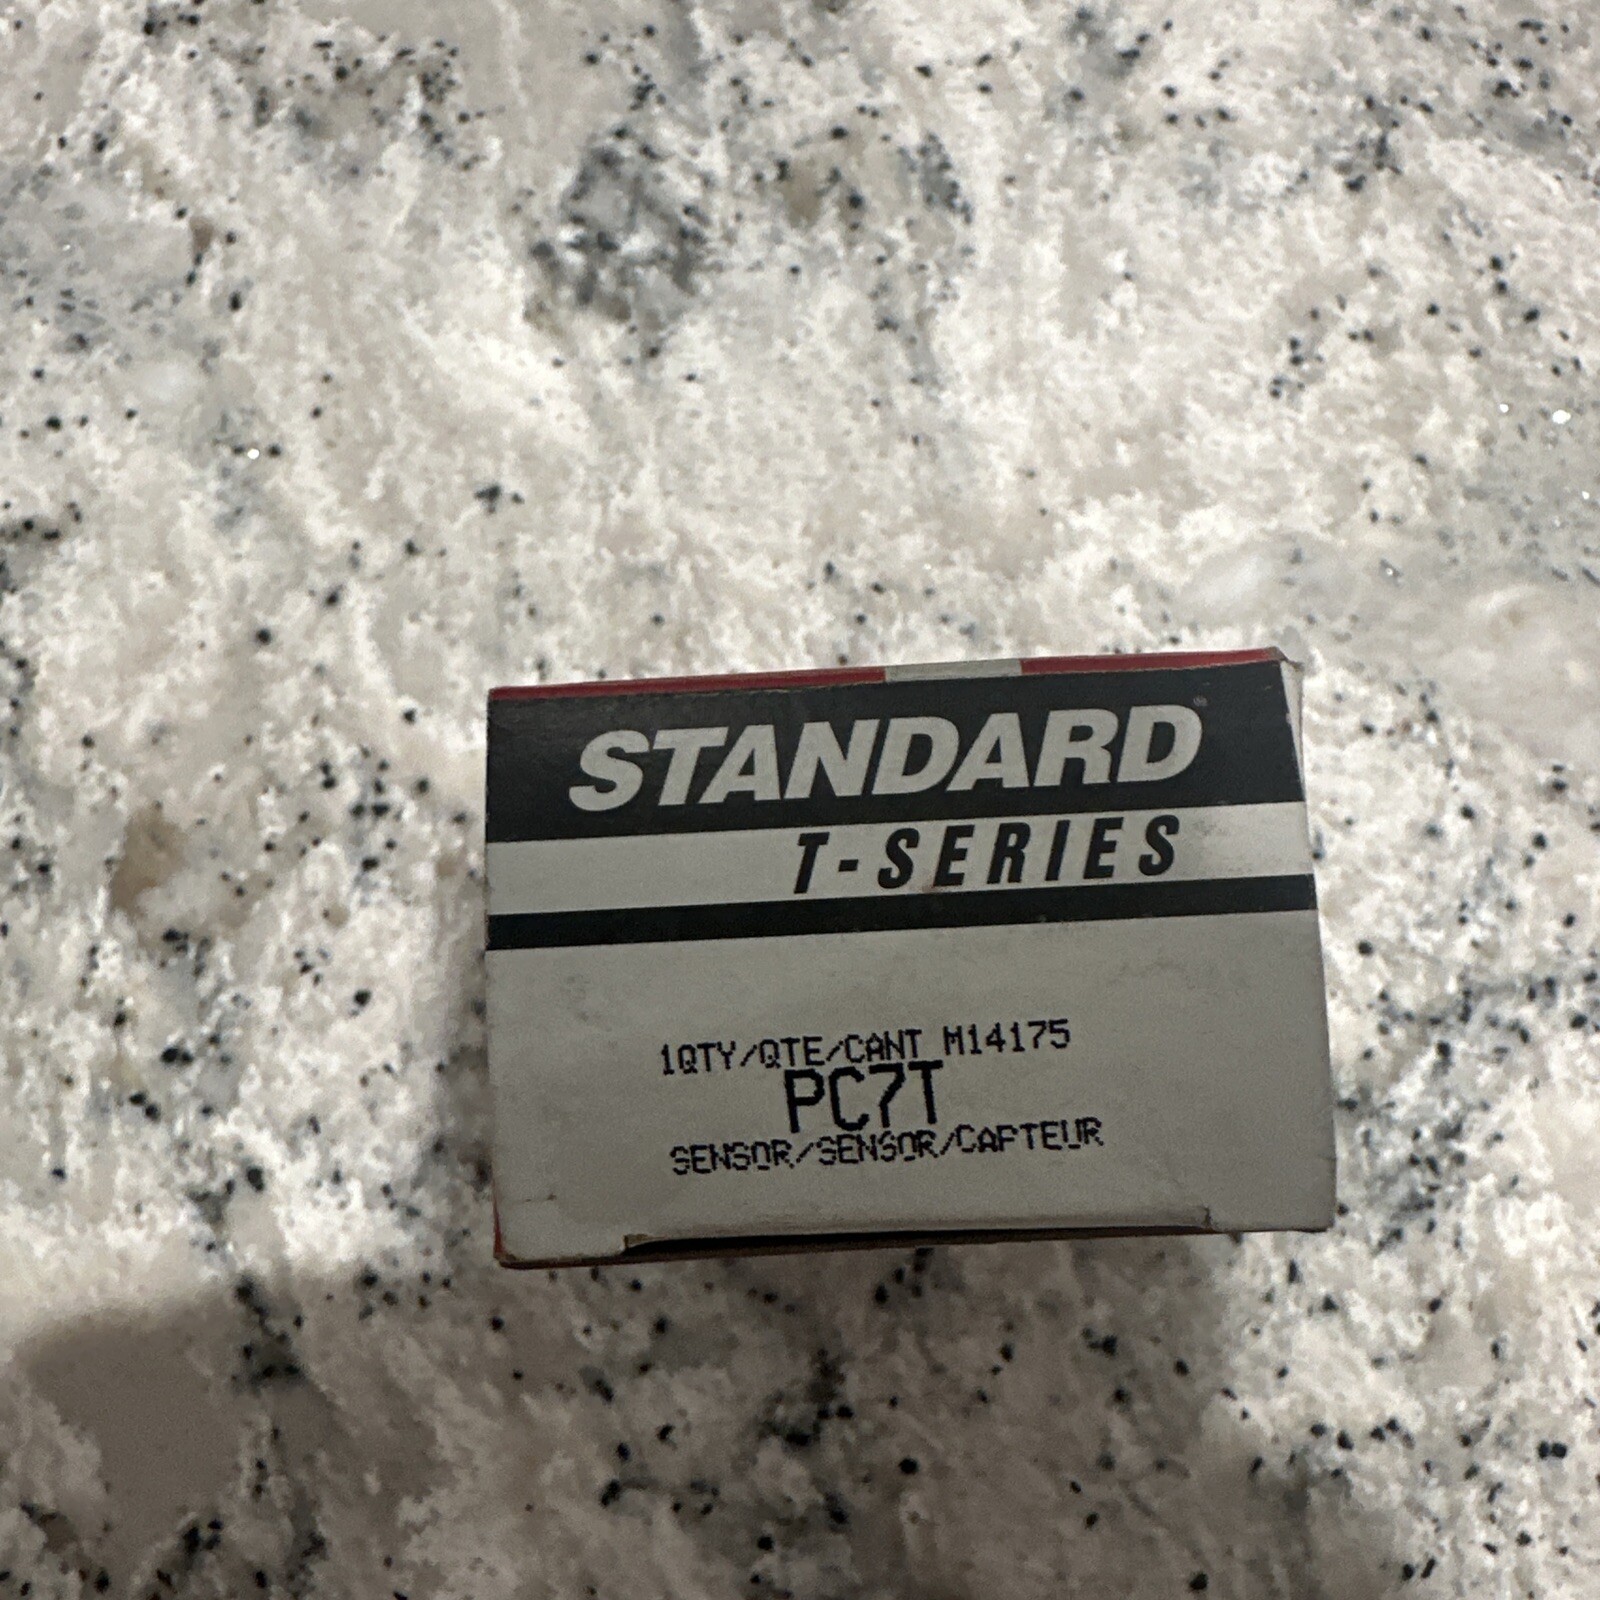 STANDARD®
T-SERIES
1QTY/QTE/CANT M14175
PC7T
SENSOR/SENSOR/CAPTEUR